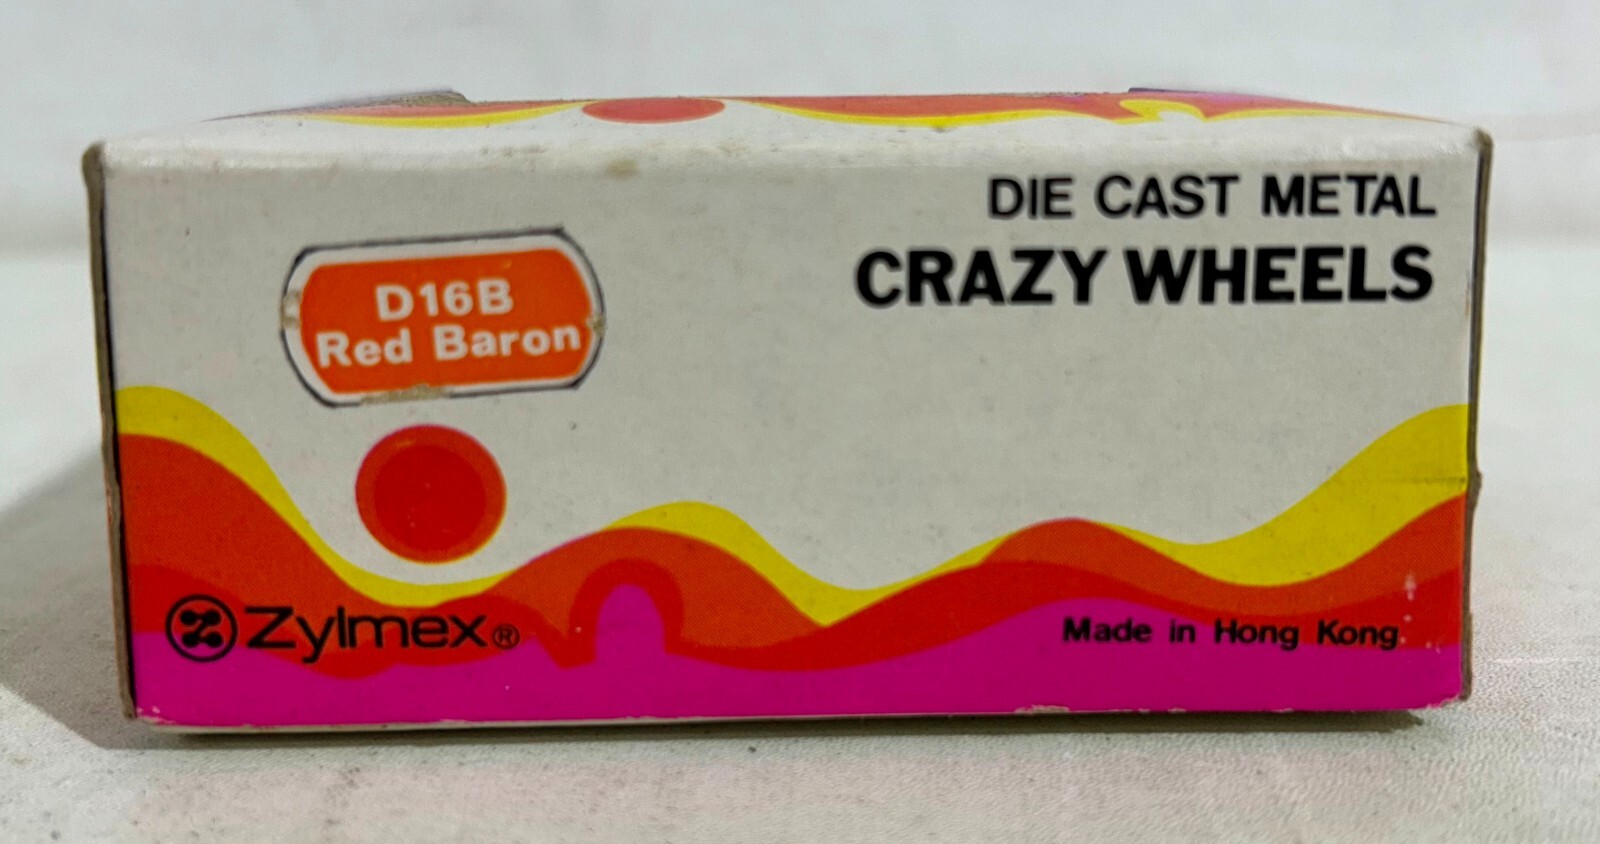 DIE CAST METAL
CRAZY WHEELS
D16B
Red Baron
Zylmex®
Made in Hong Kong